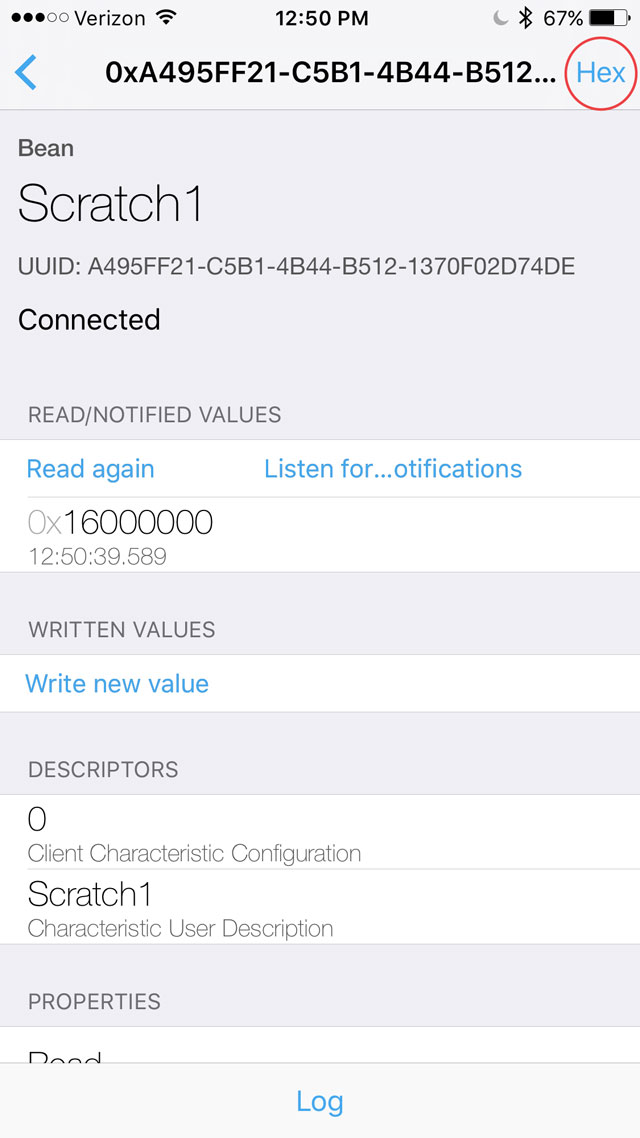 Verizon 12:50 PM 67%
0xA495FF21-C5B1-4B44-B512... Hex
Bean
Scratch1
UUID: A495FF21-C5B1-4B44-B512-1370F02D74DE
Connected
READ/NOTIFIED VALUES
Read again Listen for...otifications
0x16000000
12:50:39.589
WRITTEN VALUES
Write new value
DESCRIPTORS
0
Client Characteristic Configuration
Scratch1
Characteristic User Description
PROPERTIES
Read
Log